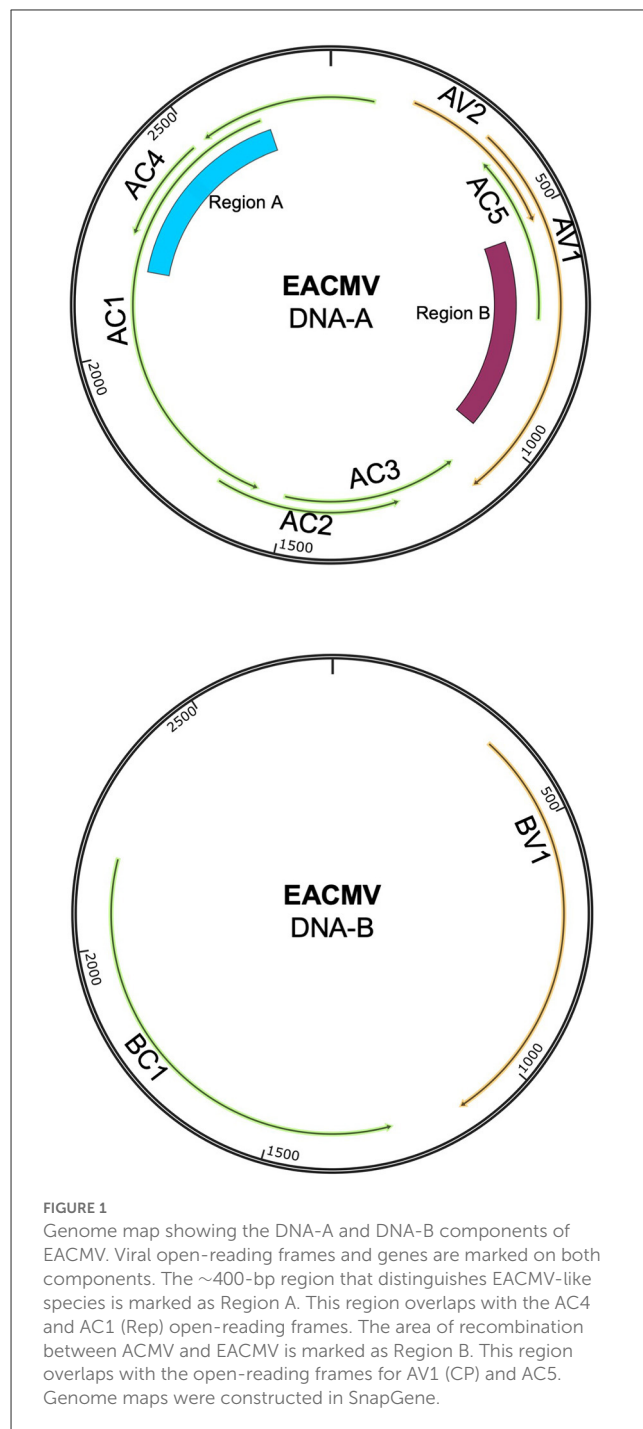 AV2
2500
AC4
Region A
AC5
500
AV1
EACMV
DNA-A
Region B
AC1
2000
1000
AC3
AC2
1500
2500
500
BV1
EACMV
DNA-B
2000
BC1
1000
1500
FIGURE 1
Genome map showing the DNA-A and DNA-B components of
EACMV. Viral open-reading frames and genes are marked on both
components. The ∼400-bp region that distinguishes EACMV-like
species is marked as Region A. This region overlaps with the AC4
and AC1 (Rep) open-reading frames. The area of recombination
between ACMV and EACMV is marked as Region B. This region
overlaps with the open-reading frames for AV1 (CP) and AC5.
Genome maps were constructed in SnapGene.